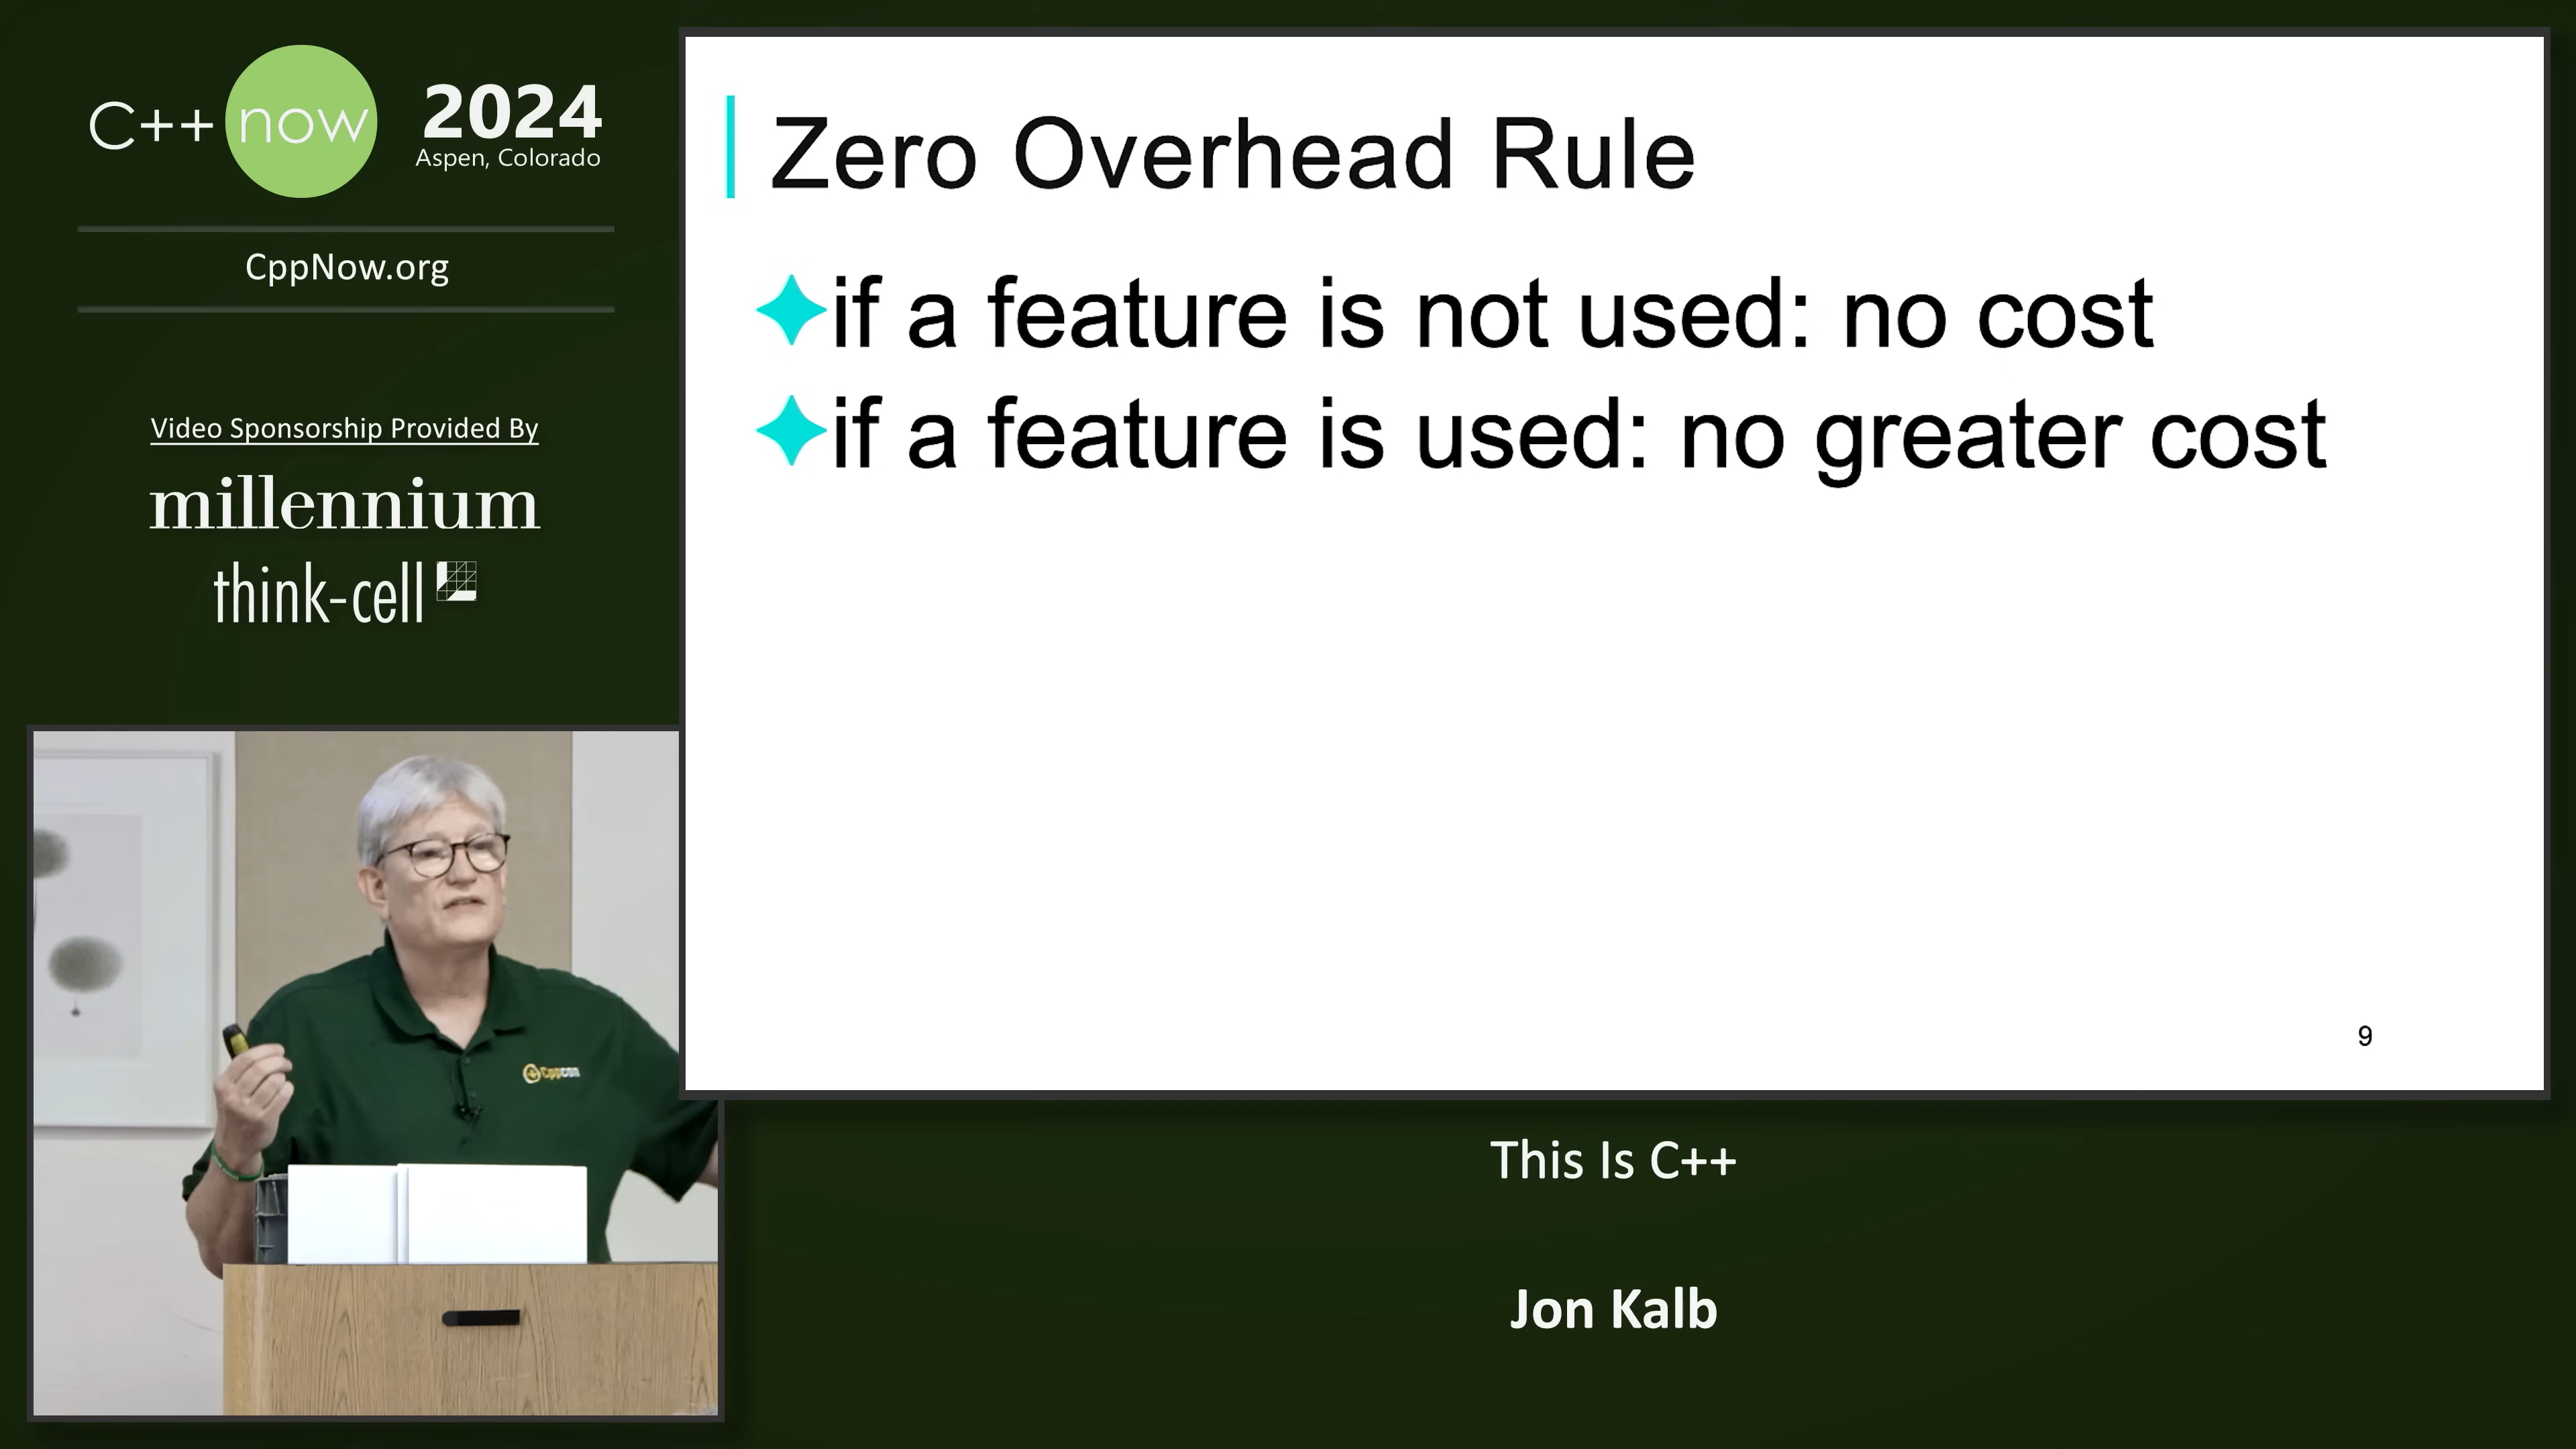 C++ now
2024
Aspen, Colorado
CppNow.org
Video Sponsorship Provided By
millennium
think-cell
Zero Overhead Rule
if a feature is not used: no cost
if a feature is used: no greater cost
9
Cppcon
This Is C++
Jon Kalb